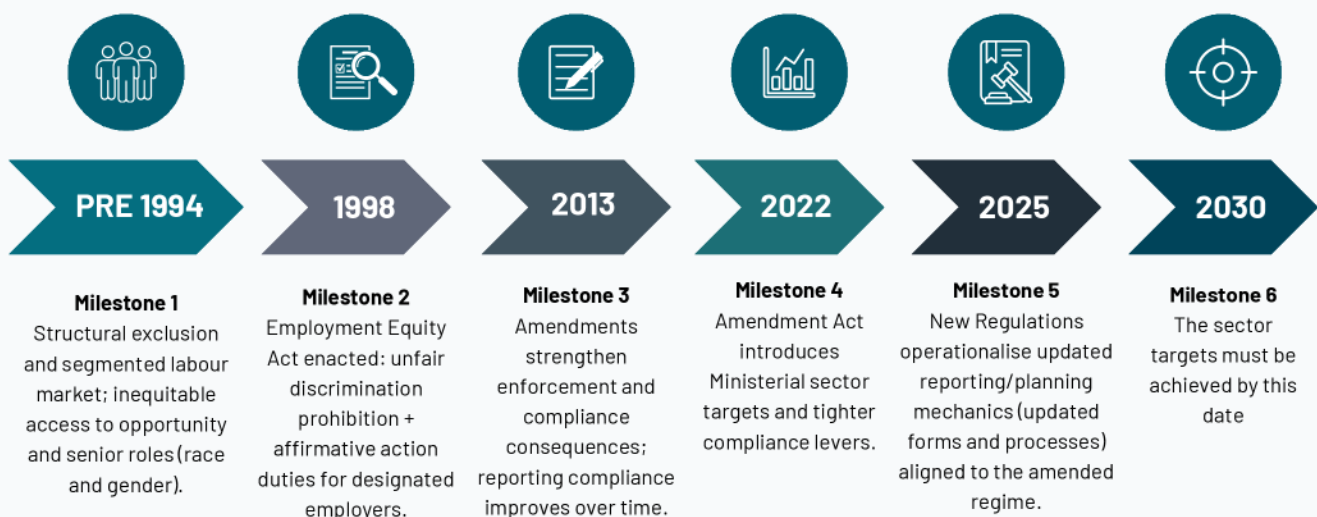 PRE 1994
1998
2013
2022
2025
2030
Milestone 1
Structural exclusion
and segmented labour
market; inequitable
access to opportunity
and senior roles (race
and gender).
Milestone 2
Employment Equity
Act enacted: unfair
discrimination
prohibition +
affirmative action
duties for designated
employers.
Milestone 3
Amendments
strengthen
enforcement and
compliance
consequences;
reporting compliance
improves over time.
Milestone 4
Amendment Act
introduces
Ministerial sector
targets and tighter
compliance levers.
Milestone 5
New Regulations
operationalise updated
reporting/planning
mechanics (updated
forms and processes)
aligned to the amended
regime.
Milestone 6
The sector
targets must be
achieved by this
date